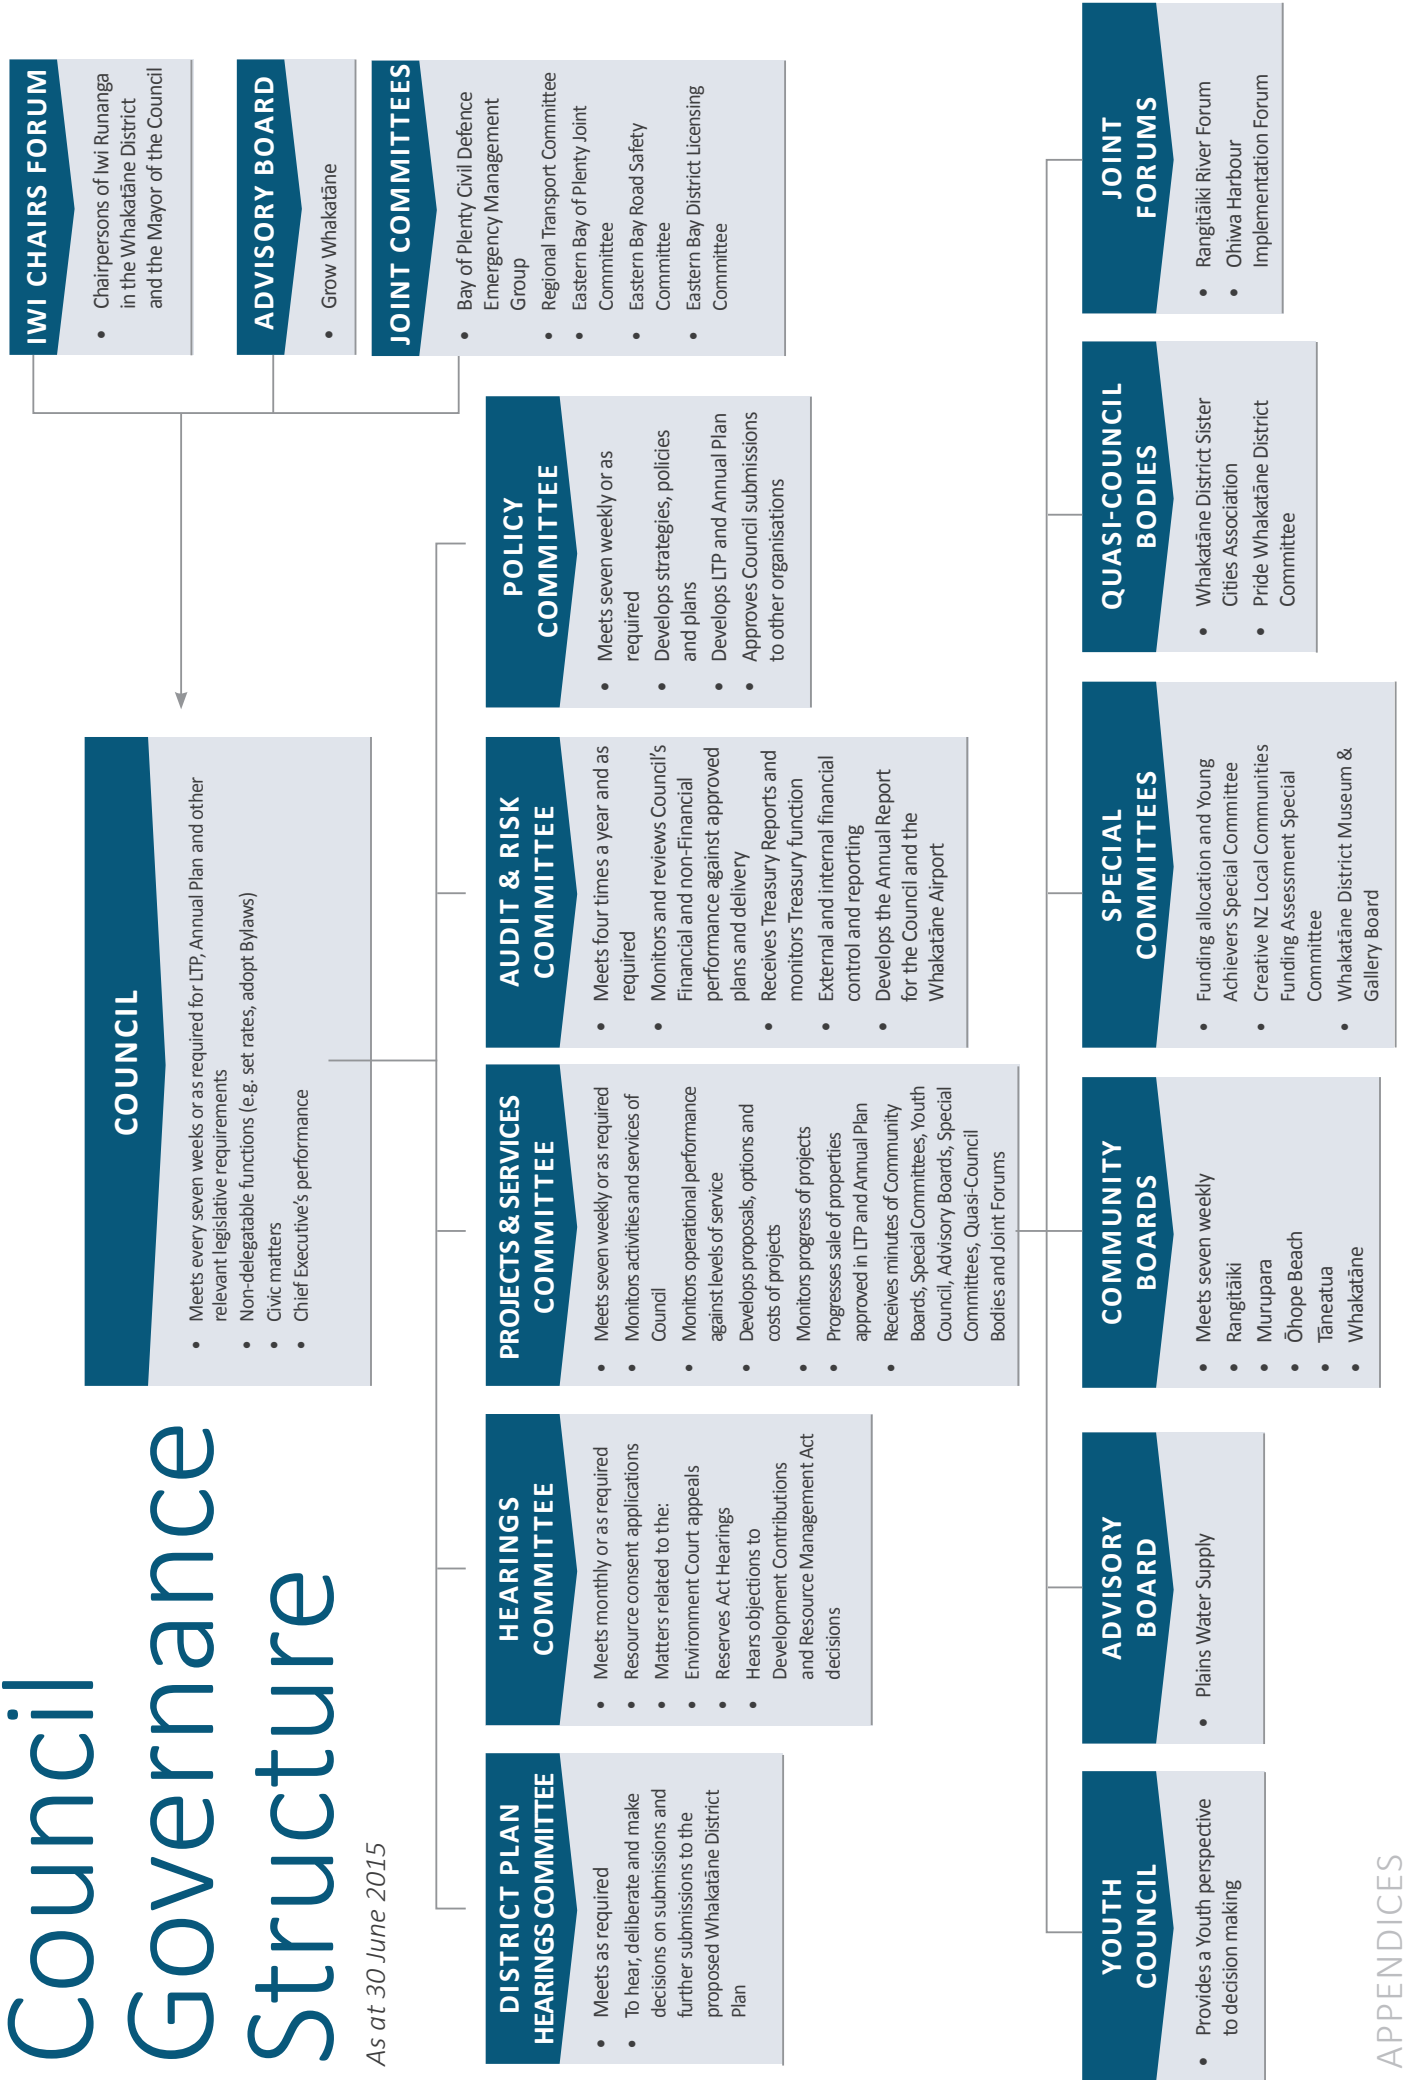 Council
Governance
Structure
As at 30 June 2015
IWI CHAIRS FORUM
• Chairpersons of Iwi Runanga
in the Whakatāne District
and the Mayor of the Council
ADVISORY BOARD
• Grow Whakatāne
JOINT COMMITTEES
• Bay of Plenty Civil Defence
Emergency Management
Group
• Regional Transport Committee
• Eastern Bay of Plenty Joint
Committee
• Eastern Bay Road Safety
Committee
• Eastern Bay District Licensing
Committee
COUNCIL
• Meets every seven weeks or as required for LTP, Annual Plan and other
relevant legislative requirements
• Non-delegatable functions (e.g. set rates, adopt Bylaws)
• Civic matters
• Chief Executive's performance
DISTRICT PLAN
HEARINGS COMMITTEE
• Meets as required
• To hear, deliberate and make
decisions on submissions and
further submissions to the
proposed Whakatāne District
Plan
HEARINGS
COMMITTEE
• Meets monthly or as required
• Resource consent applications
• Matters related to the:
• Environment Court appeals
• Reserves Act Hearings
• Hears objections to
Development Contributions
and Resource Management Act
decisions
PROJECTS & SERVICES
COMMITTEE
• Meets seven weekly or as required
• Monitors activities and services of
Council
• Monitors operational performance
against levels of service
• Develops proposals, options and
costs of projects
• Monitors progress of projects
• Progresses sale of properties
approved in LTP and Annual Plan
• Receives minutes of Community
Boards, Special Committees, Youth
Council, Advisory Boards, Special
Committees, Quasi-Council
Bodies and Joint Forums
AUDIT & RISK
COMMITTEE
• Meets four times a year and as
required
• Monitors and reviews Council's
Financial and non-Financial
performance against approved
plans and delivery
• Receives Treasury Reports and
monitors Treasury function
• External and internal financial
control and reporting
• Develops the Annual Report
for the Council and the
Whakatāne Airport
POLICY
COMMITTEE
• Meets seven weekly or as
required
• Develops strategies, policies
and plans
• Develops LTP and Annual Plan
• Approves Council submissions
to other organisations
YOUTH
COUNCIL
• Provides a Youth perspective
to decision making
ADVISORY
BOARD
• Plains Water Supply
COMMUNITY
BOARDS
• Meets seven weekly
• Rangitāiki
• Murupara
• Ōhope Beach
• Tāneatua
• Whakatāne
SPECIAL
COMMITTEES
• Funding allocation and Young
Achievers Special Committee
• Creative NZ Local Communities
Funding Assessment Special
Committee
• Whakatāne District Museum &
Gallery Board
QUASI-COUNCIL
BODIES
• Whakatāne District Sister
Cities Association
• Pride Whakatāne District
Committee
JOINT
FORUMS
• Rangitāiki River Forum
• Ohiwa Harbour
Implementation Forum
APPENDICES